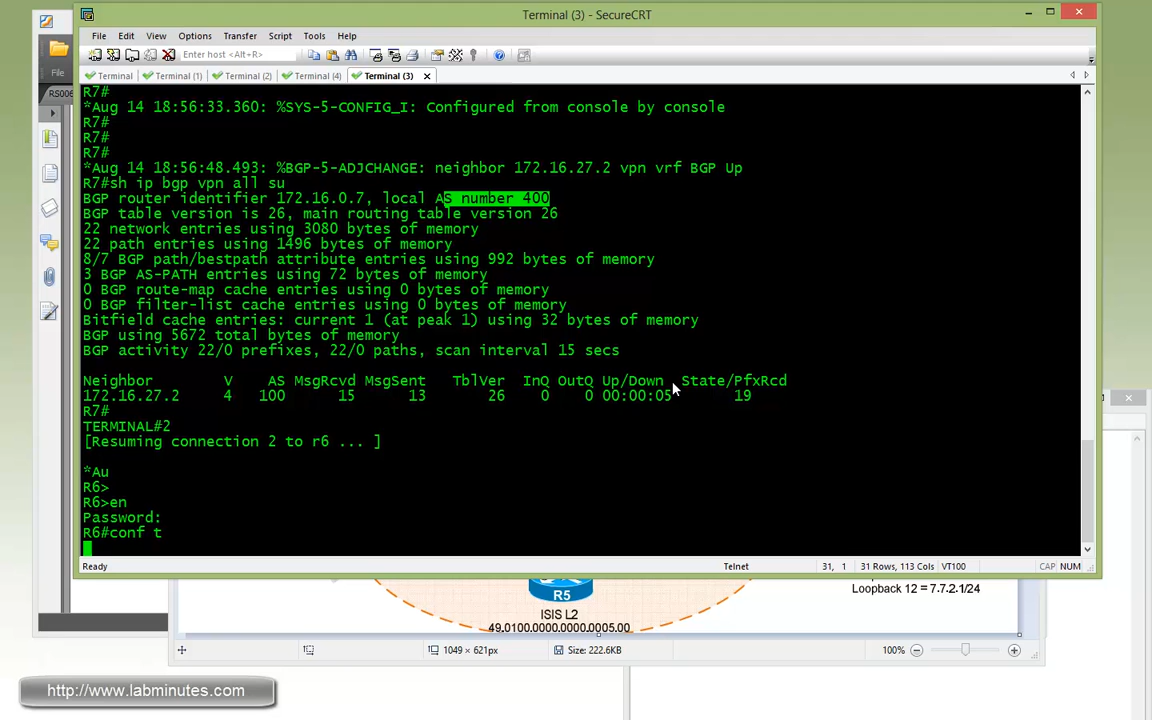 Terminal (3) - SecureCRT
File Edit View Options Transfer Script Tools Help
Enter host <Alt+R>
File
Terminal Terminal (1) Terminal (2) Terminal (4) Terminal (3)
R7#
*Aug 14 18:56:33.360: %SYS-5-CONFIG_I: Configured from console by console
R7#
R7#
R7#
*Aug 14 18:56:48.493: %BGP-5-ADJCHANGE: neighbor 172.16.27.2 vpn vrf BGP Up
R7#sh ip bgp vpn all su
BGP router identifier 172.16.0.7, local AS number 400
BGP table version is 26, main routing table version 26
22 network entries using 3080 bytes of memory
22 path entries using 1496 bytes of memory
8/7 BGP path/bestpath attribute entries using 992 bytes of memory
3 BGP AS-PATH entries using 72 bytes of memory
0 BGP route-map cache entries using 0 bytes of memory
0 BGP filter-list cache entries using 0 bytes of memory
Bitfield cache entries: current 1 (at peak 1) using 32 bytes of memory
BGP using 5672 total bytes of memory
BGP activity 22/0 prefixes, 22/0 paths, scan interval 15 secs
Neighbor V AS MsgRcvd MsgSent TblVer InQ OutQ Up/Down State/PfxRcd
172.16.27.2 4 100 15 13 26 0 0 00:00:05 19
R7#
TERMINAL#2
[Resuming connection 2 to r6 ... ]
*Au
R6>
R6>en
Password:
R6#conf t
Ready Telnet 31, 1 31 Rows, 113 Cols VT100 CAP NUM
R5
Loopback 12 = 7.7.2.1/24
ISIS L2
49.0100.0000.0000.0005.00
1049 × 621px Size: 222.6KB 100%
http://www.labminutes.com